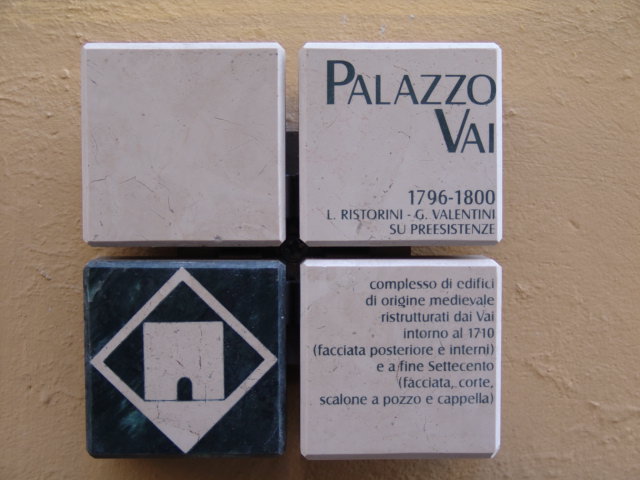 PALAZZO
VAI
1796-1800
L. RISTORINI - G. VALENTINI
SU PREESISTENZE
complesso di edifici
di origine medievale
ristrutturati dai Vai
intorno al 1710
(facciata posteriore e interni)
e a fine Settecento
(facciata, corte,
scalone a pozzo e cappella)